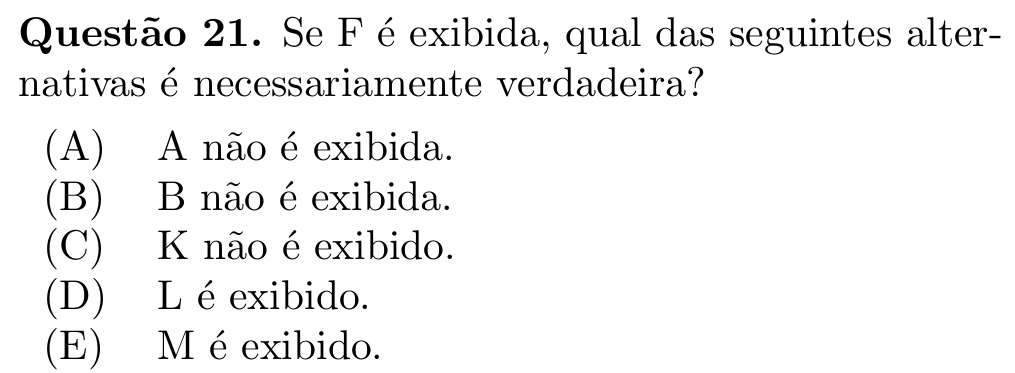 Questão 21. Se F é exibida, qual das seguintes alter-
nativas é necessariamente verdadeira?
(A) A não é exibida.
(B) B não é exibida.
(C) K não é exibido.
(D) L é exibido.
(E) M é exibido.